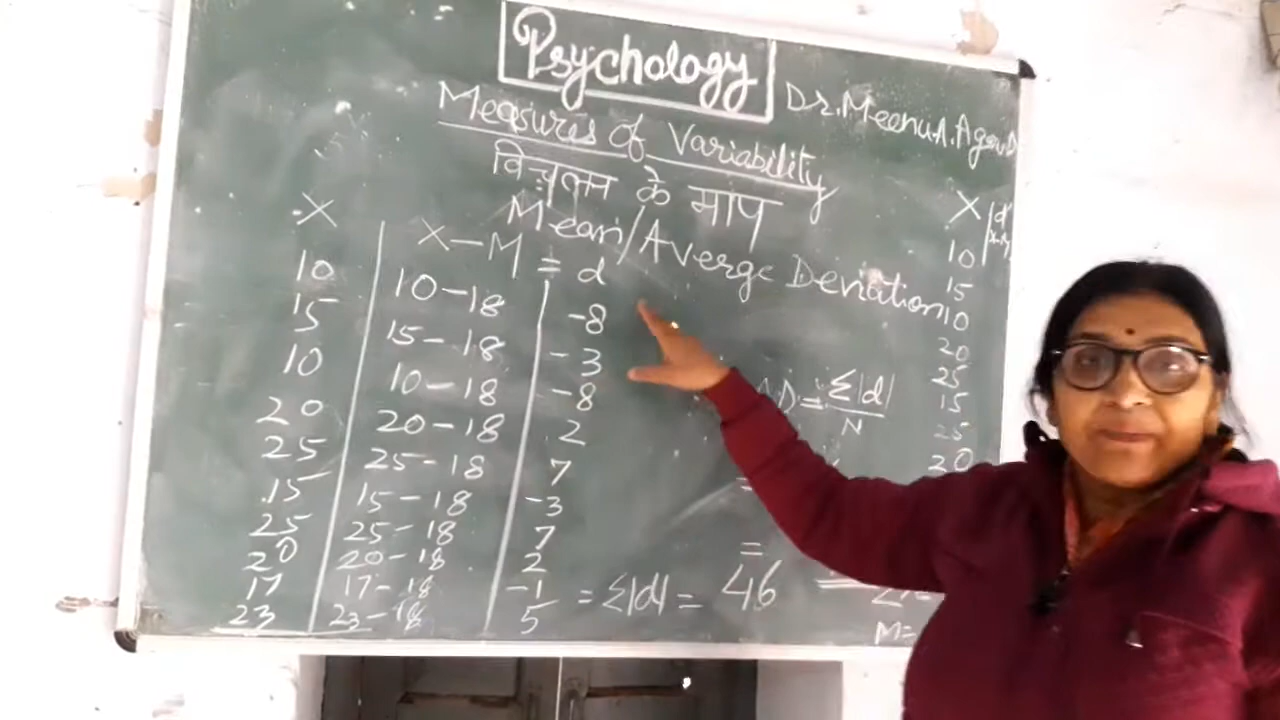 Psychology
Dr. Meenu A.
Measures of Variability
विचलन के माप
Mean/Averge Deviation
X X-M = d
10 10-18 -8
15 15-18 -3
10 10-18 -8
20 20-18 2
25 25-18 7
15 15-18 -3
25 25-18 7
20 20-18 2
17 17-18 -1
23 23-18 5
= Σ|d| = 46
D = Σ|d|
N
=
=
X d
10
15
10
20
25
15
25
20
M=